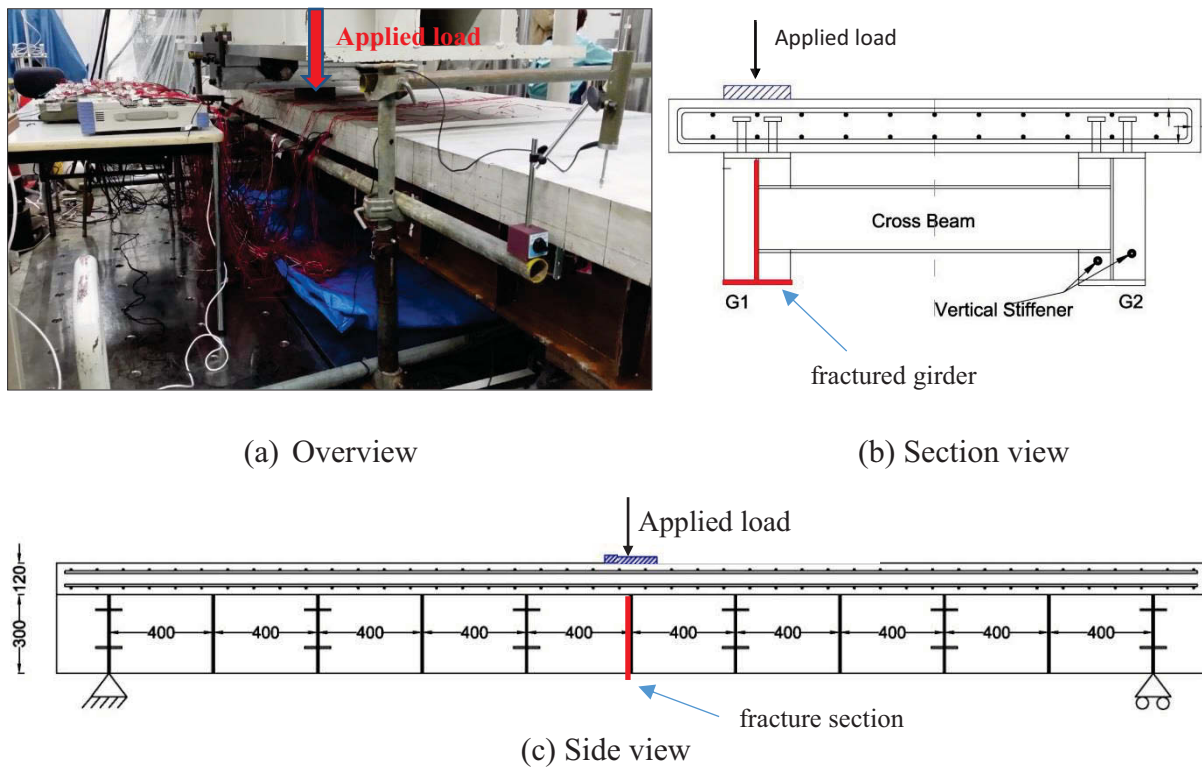 Applied load
Applied load
Cross Beam
G1
G2
Vertical Stiffener
fractured girder
(a) Overview
(b) Section view
Applied load
120
300
400 400 400 400 400 400 400 400 400 400
fracture section
(c) Side view